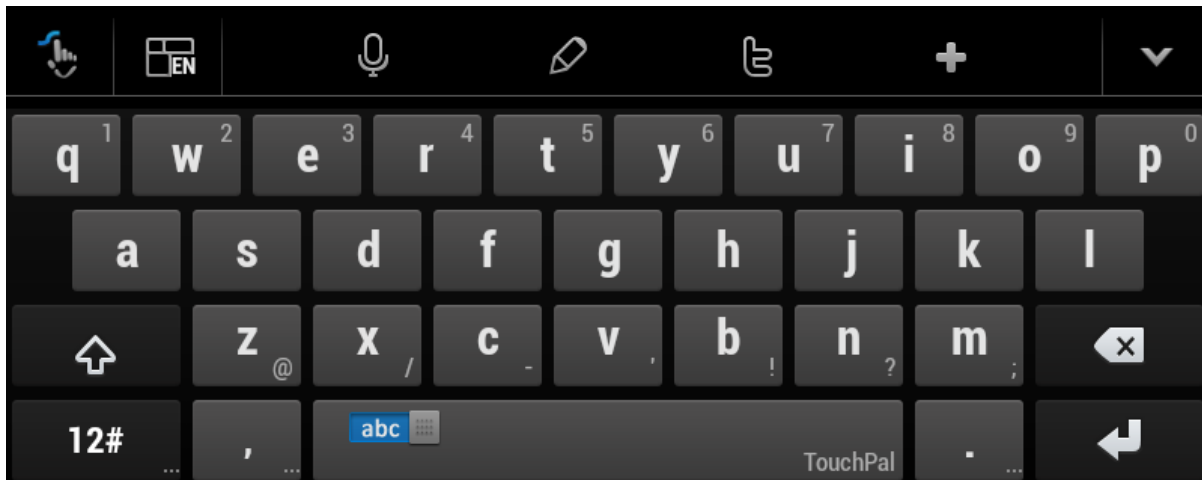 EN
q 1 w 2 e 3 r 4 t 5 y 6 u 7 i 8 o 9 p 0
a s d f g h j k l
z @ x / c - v ' b ! n ? m ;
12# ... , ... abc TouchPal . ...